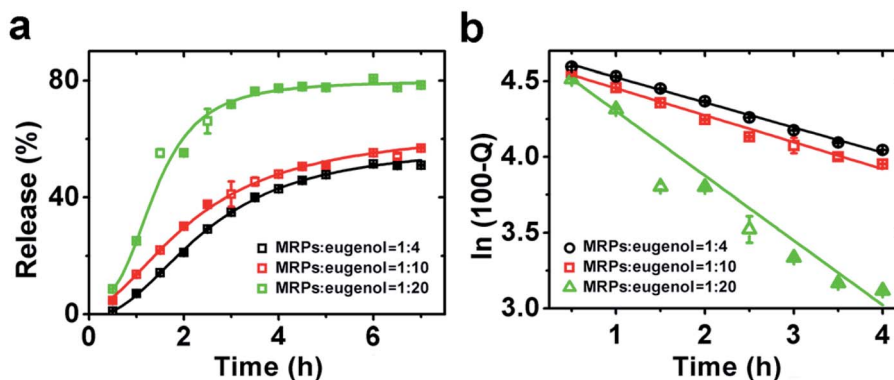 a
Release (%)
80
40
0
0
2
4
6
Time (h)
MRPs:eugenol=1:4
MRPs:eugenol=1:10
MRPs:eugenol=1:20
b
ln (100-Q)
4.5
4.0
3.5
3.0
1
2
3
4
Time (h)
MRPs:eugenol=1:4
MRPs:eugenol=1:10
MRPs:eugenol=1:20